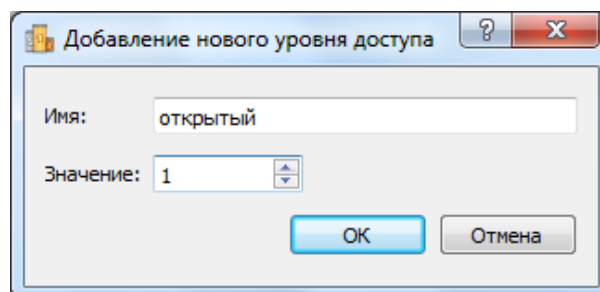 Добавление нового уровня доступа
Имя: открытый
Значение: 1
OK Отмена